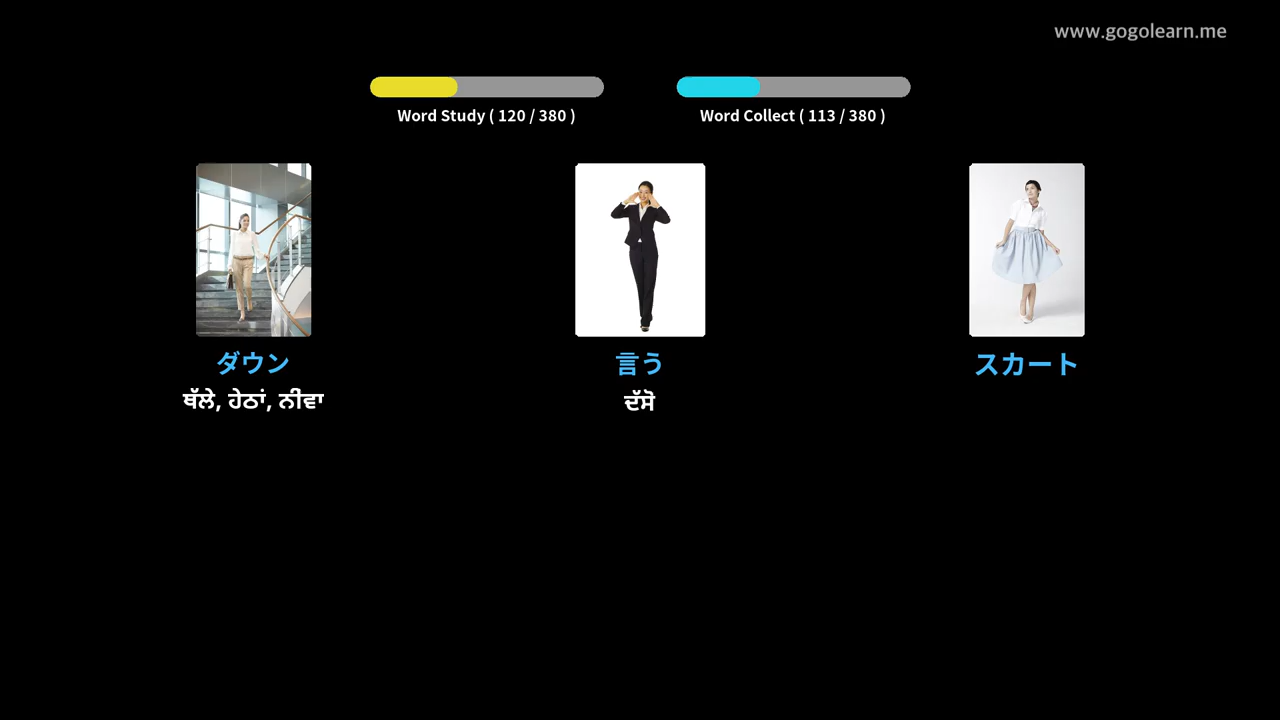 www.gogolearn.me
Word Study ( 120 / 380 )
Word Collect ( 113 / 380 )
ダウン
言う
スカート
ਥੱਲੇ, ਹੇਠਾਂ, ਨੀਵਾ
ਦੱਸੋ